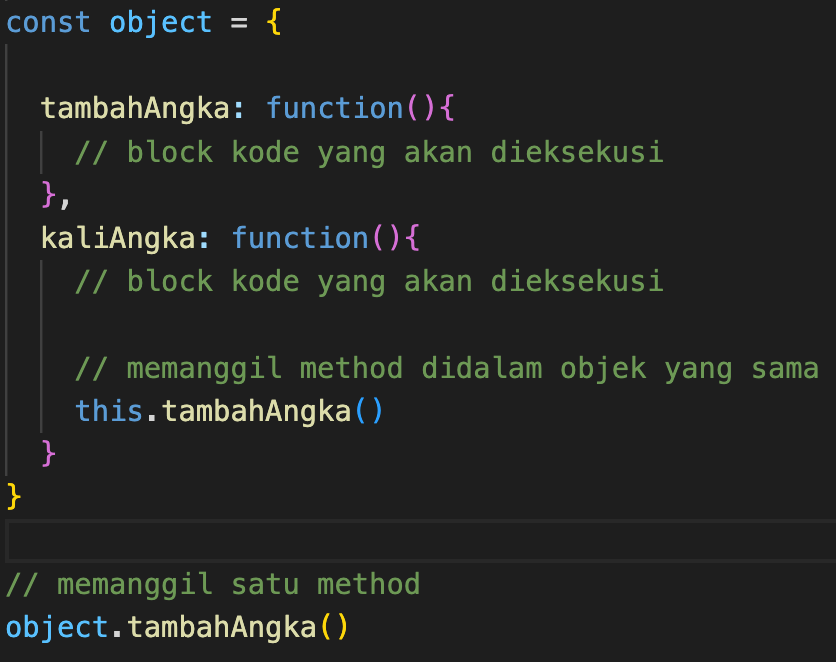 const object = {
tambahAngka: function(){
// block kode yang akan dieksekusi
},
kaliAngka: function(){
// block kode yang akan dieksekusi
// memanggil method didalam objek yang sama
this.tambahAngka()
}
}
// memanggil satu method
object.tambahAngka()